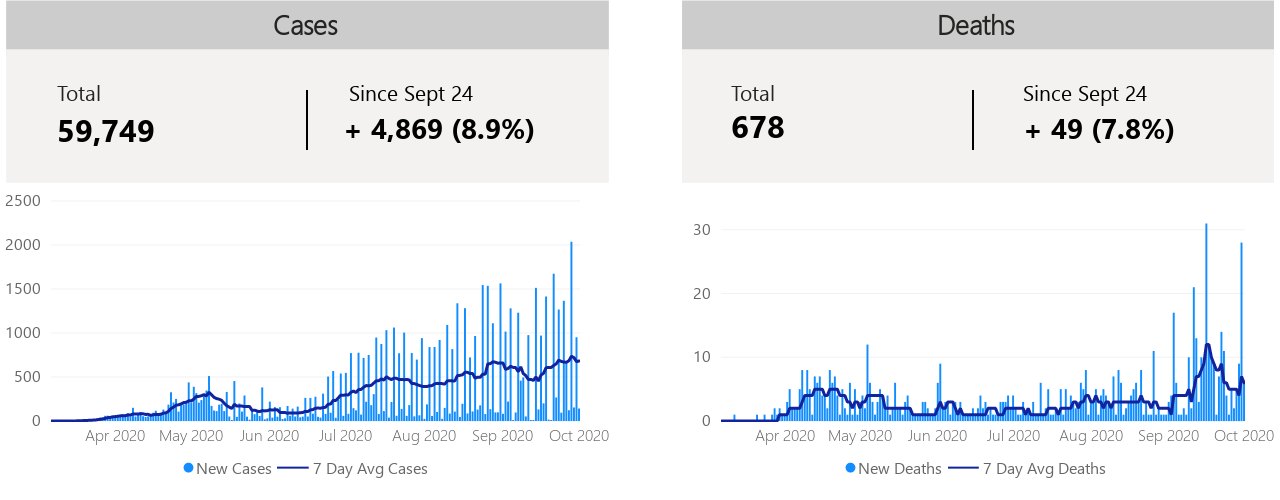 Cases
Total
Since Sept 24
59,749
+ 4,869 (8.9%)
2500
2000
1500
1000
500
0
Apr 2020 May 2020 Jun 2020 Jul 2020 Aug 2020 Sep 2020 Oct 2020
New Cases 7 Day Avg Cases
Deaths
Total
Since Sept 24
678
+ 49 (7.8%)
30
20
10
0
Apr 2020 May 2020 Jun 2020 Jul 2020 Aug 2020 Sep 2020 Oct 2020
New Deaths 7 Day Avg Deaths